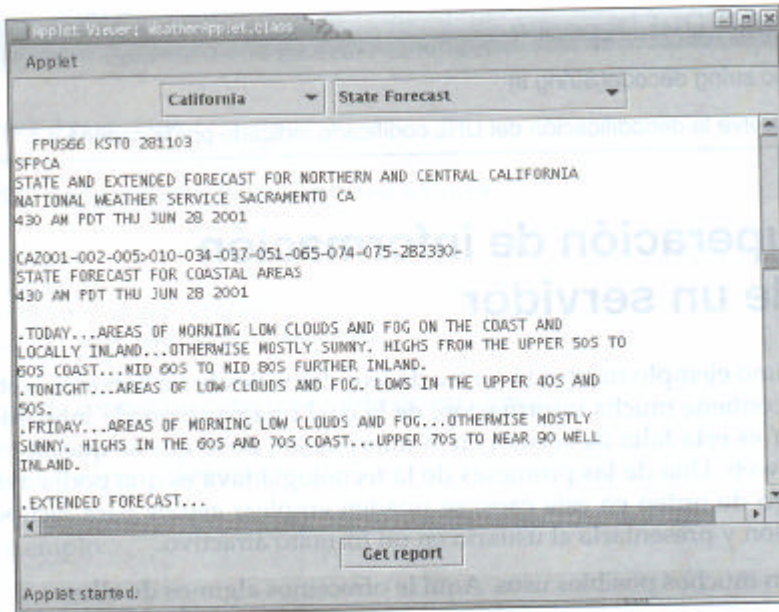 Applet Viewer: WeatherApplet.class
Applet
California State Forecast
FPUS66 KSTO 281103
SFPCA
STATE AND EXTENDED FORECAST FOR NORTHERN AND CENTRAL CALIFORNIA
NATIONAL WEATHER SERVICE SACRAMENTO CA
430 AM PDT THU JUN 28 2001
CAZ001-002-005>010-034-037-051-065-074-075-282330-
STATE FORECAST FOR COASTAL AREAS
430 AM PDT THU JUN 28 2001
.TODAY...AREAS OF MORNING LOW CLOUDS AND FOG ON THE COAST AND
LOCALLY INLAND...OTHERWISE MOSTLY SUNNY. HIGHS FROM THE UPPER 50S TO
60S COAST...MID 60S TO MID 80S FURTHER INLAND.
.TONIGHT...AREAS OF LOW CLOUDS AND FOG. LOWS IN THE UPPER 40S AND
50S.
.FRIDAY...AREAS OF MORNING LOW CLOUDS AND FOG...OTHERWISE MOSTLY
SUNNY. HIGHS IN THE 60S AND 70S COAST...UPPER 70S TO NEAR 90 WELL
INLAND.
.EXTENDED FORECAST...
Get report
Applet started.